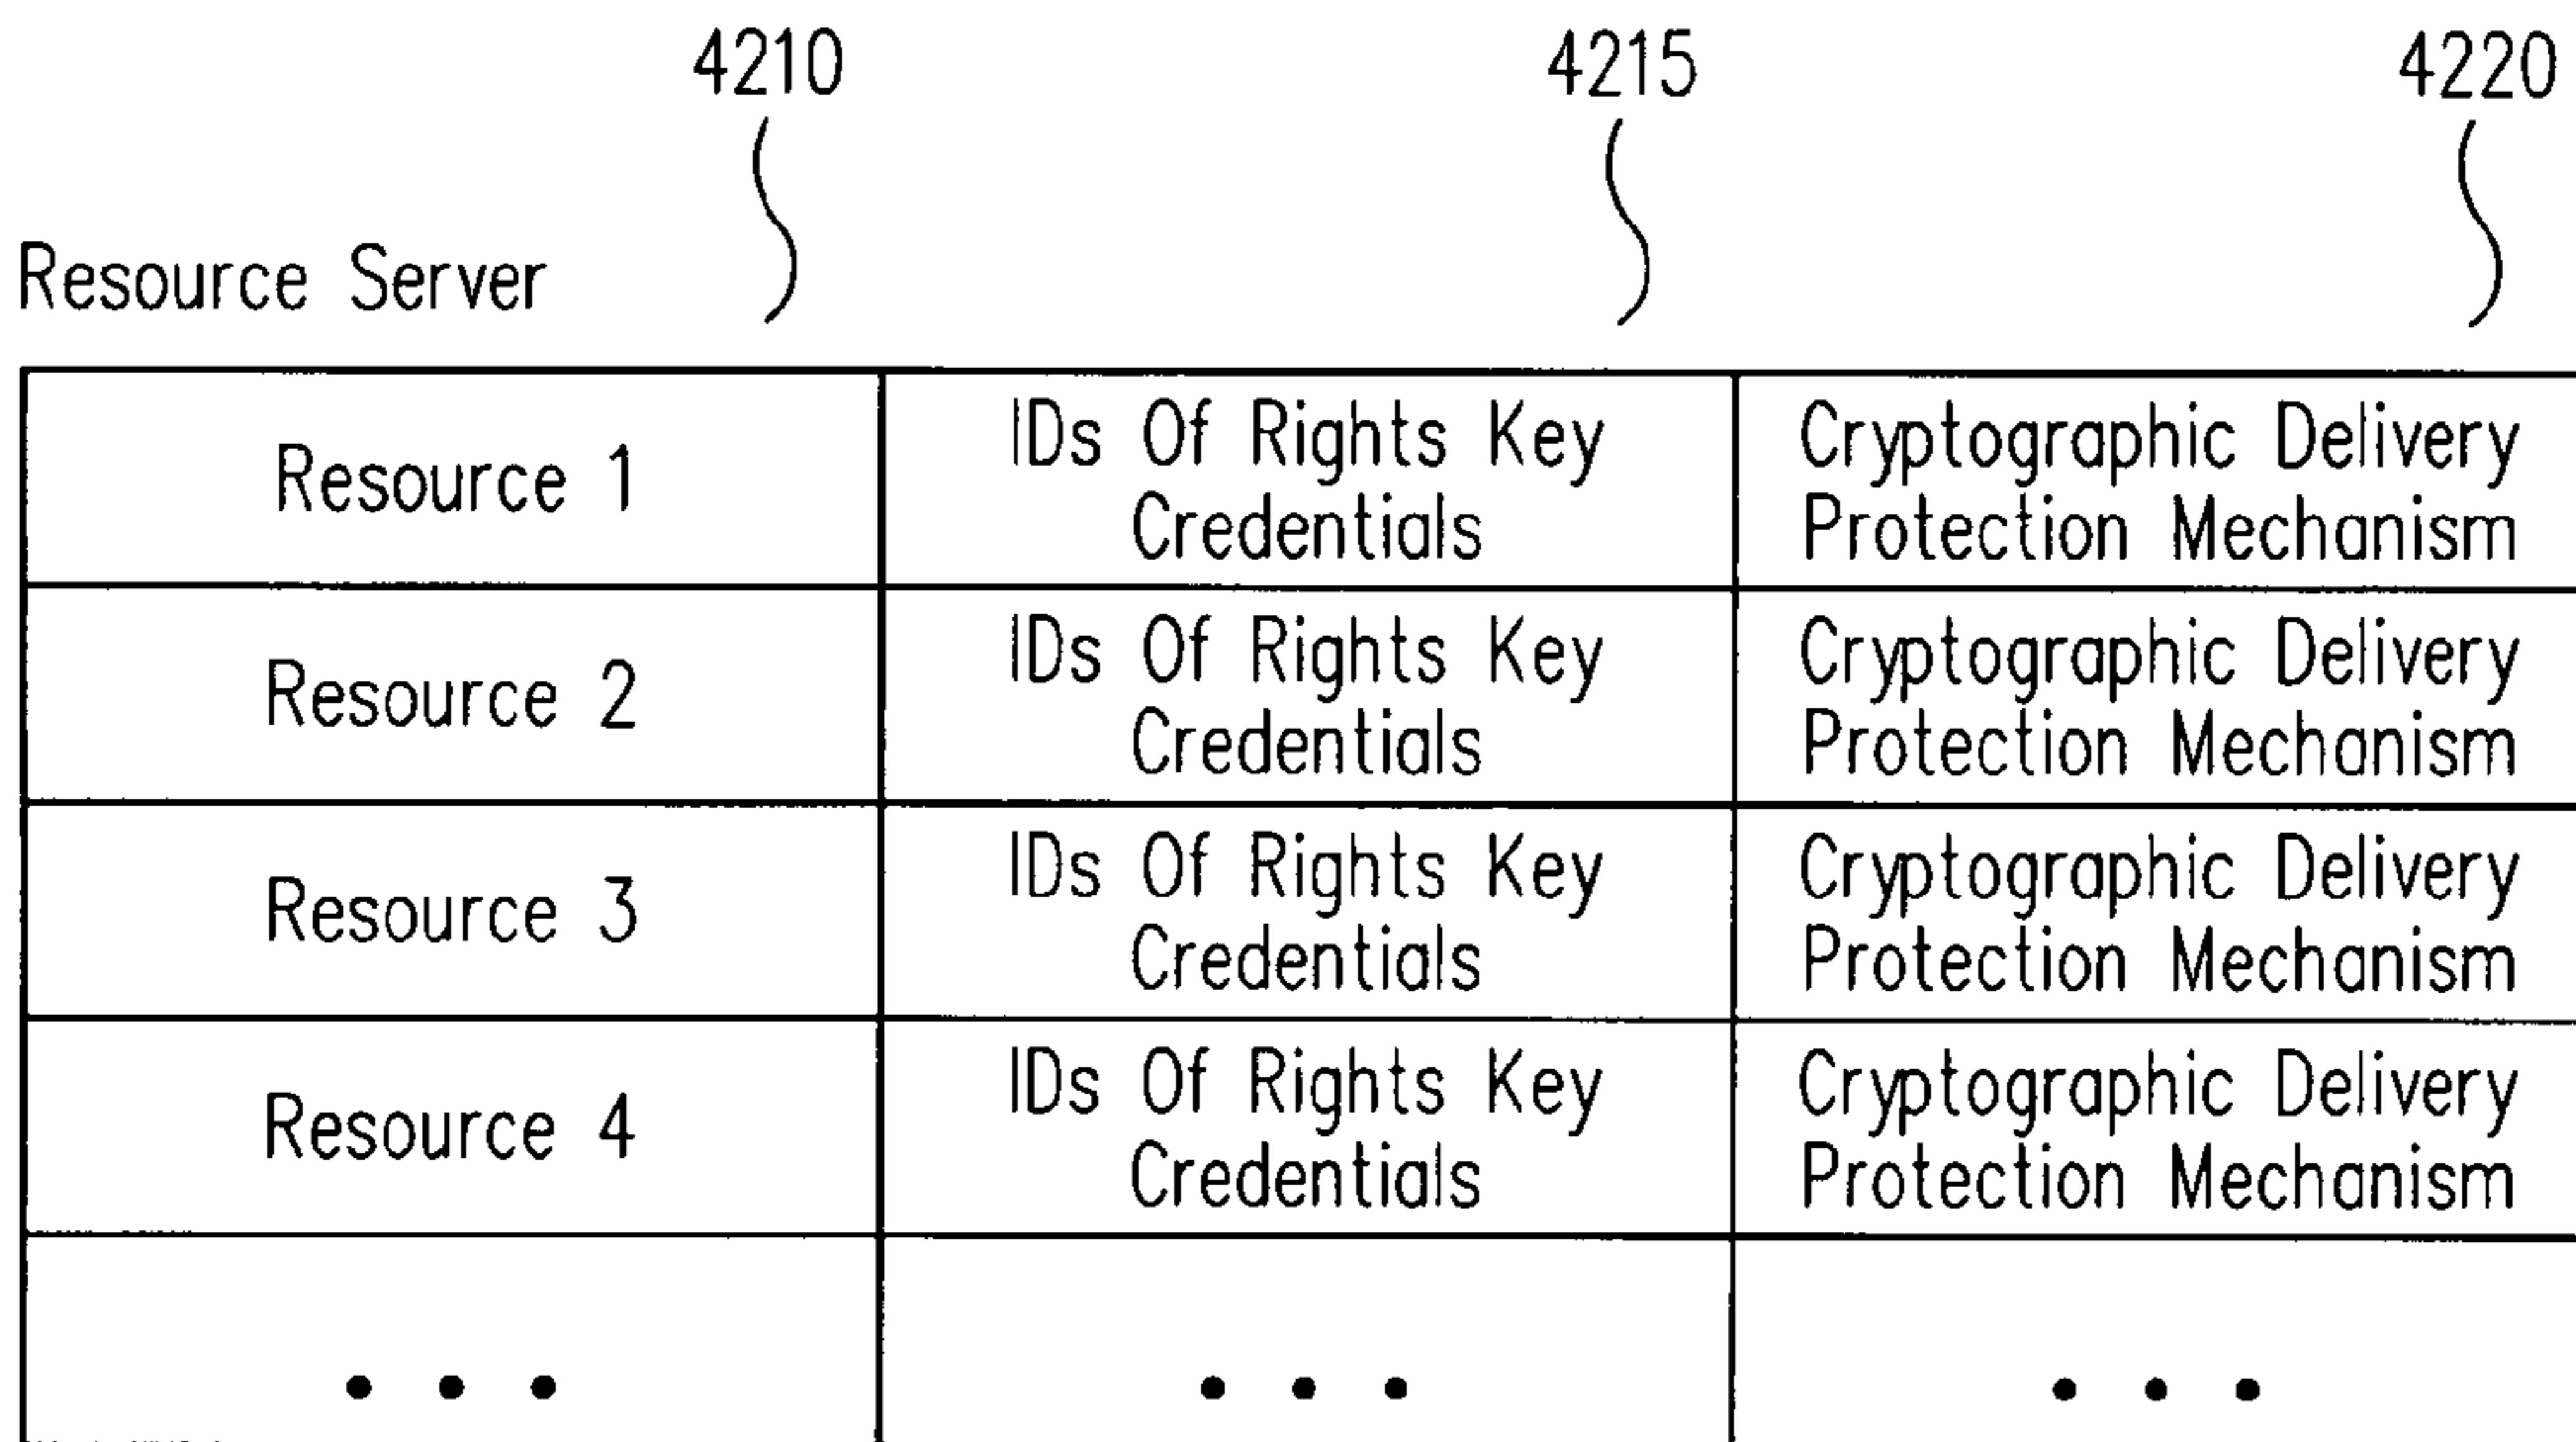 4210 4215 4220
Resource Server
Resource 1
IDs Of Rights Key
Credentials
Cryptographic Delivery
Protection Mechanism
Resource 2
IDs Of Rights Key
Credentials
Cryptographic Delivery
Protection Mechanism
Resource 3
IDs Of Rights Key
Credentials
Cryptographic Delivery
Protection Mechanism
Resource 4
IDs Of Rights Key
Credentials
Cryptographic Delivery
Protection Mechanism
• • • • • • • • •